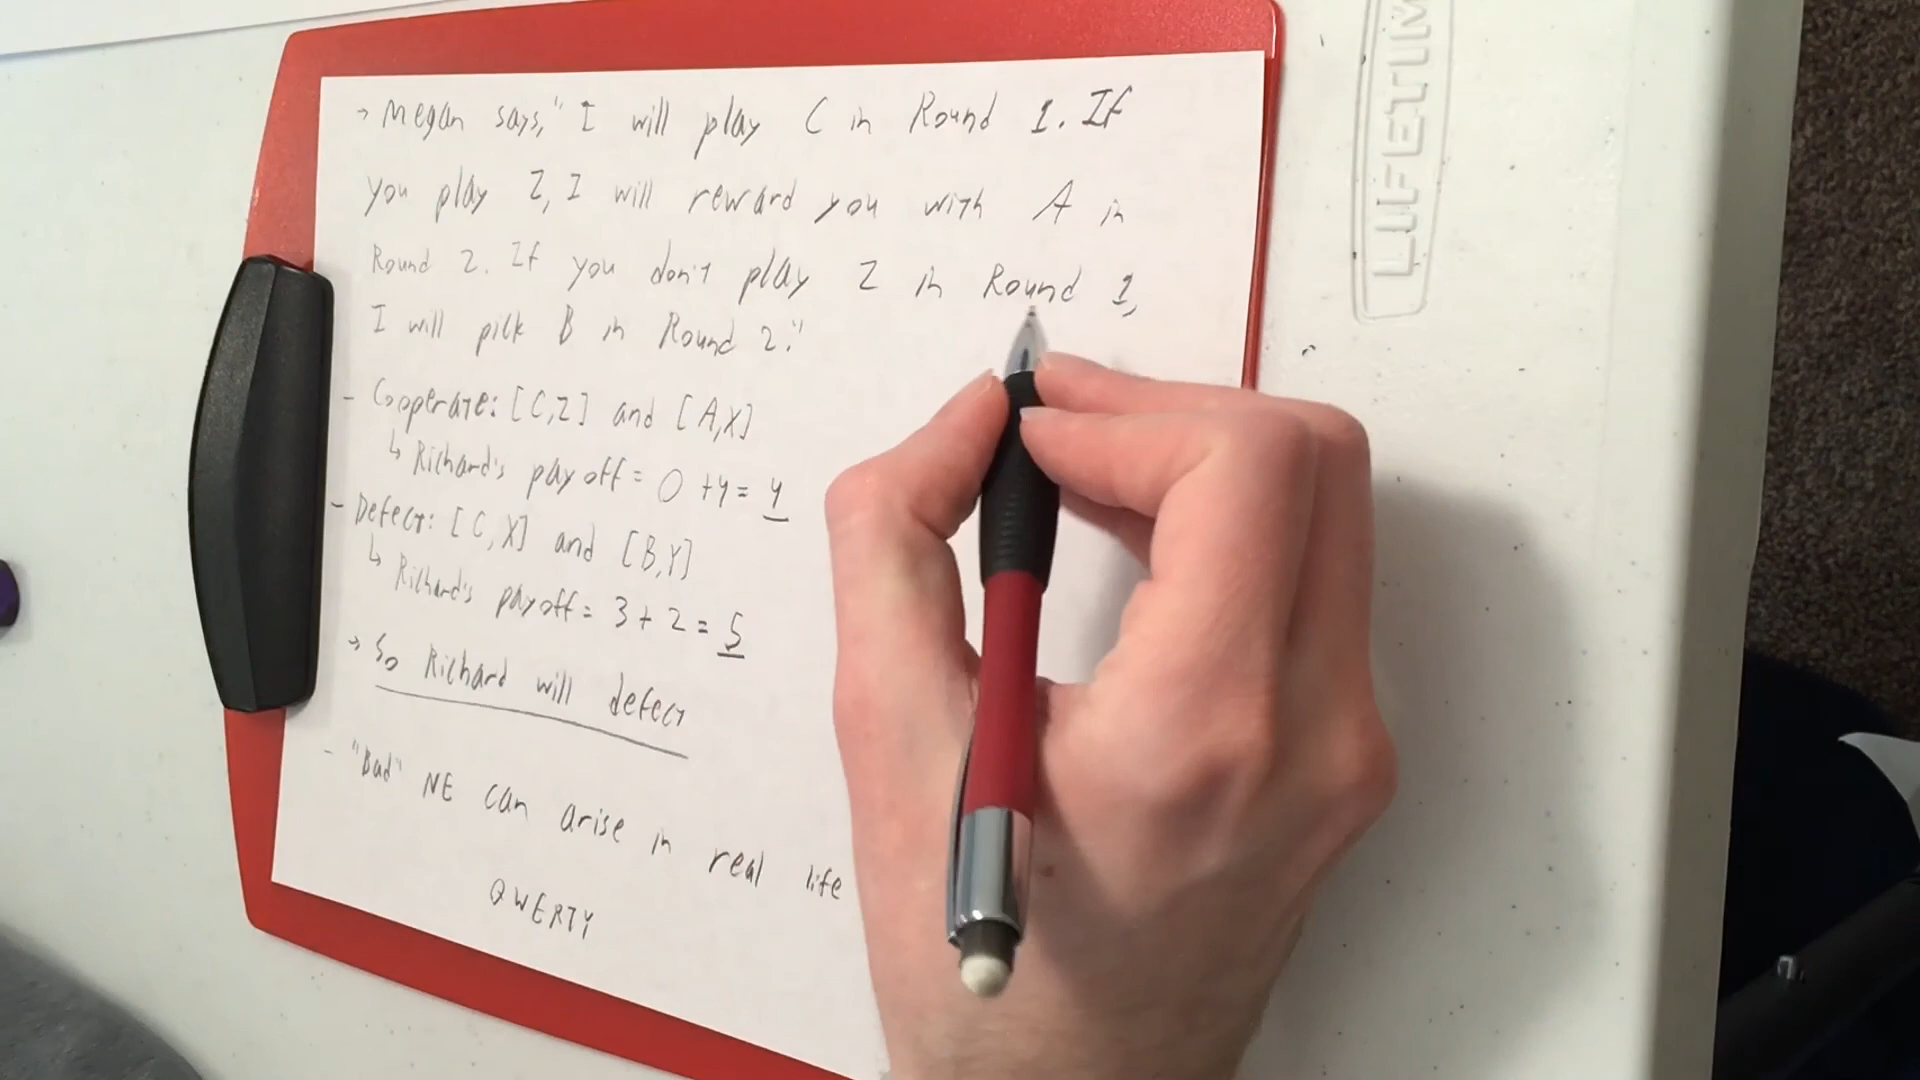 → Megan says, "I will play C in Round 1. If
you play Z, I will reward you with A in
Round 2. If you don't play Z in Round 1,
I will pick B in Round 2."
- Cooperate: [C,Z] and [A,X]
↳ Richard's payoff = 0 + 4 = 4
- Defect: [C,X] and [B,Y]
↳ Richard's payoff = 3 + 2 = 5
→ So Richard will defect
- "Bad" NE can arise in real life
QWERTY
LIFETIM